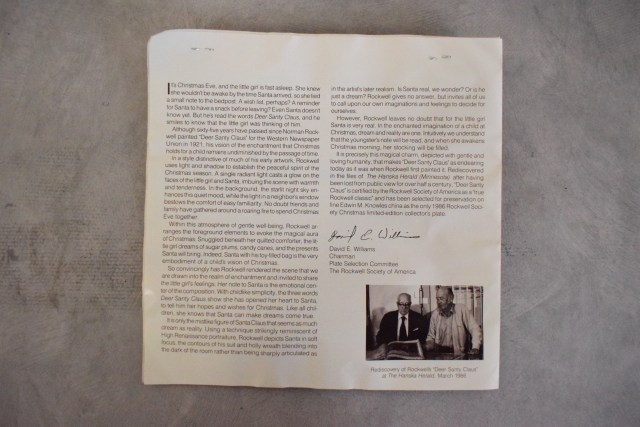 It's Christmas Eve, and the little girl is fast asleep. She knew
she wouldn't be awake by the time Santa arrived, so she tied
a small note to the bedpost. A wish list, perhaps? A reminder
for Santa to have a snack before leaving? Even Santa doesn't
know yet. But he's read the words Deer Santy Claus, and he
smiles to know that the little girl was thinking of him.
Although sixty-five years have passed since Norman Rock-
well painted "Deer Santy Claus" for the Western Newspaper
Union in 1921, his vision of the enchantment that Christmas
holds for a child remains undiminished by the passage of time.
In a style distinctive of much of his early artwork, Rockwell
uses light and shadow to establish the peaceful spirit of the
Christmas season. A single radiant light casts a glow on the
faces of the little girl and Santa, imbuing the scene with warmth
and tenderness. In the background, the starlit night sky en-
hances this quiet mood, while the light in a neighbor's window
bestows the comfort of easy familiarity. No doubt friends and
family have gathered around a roaring fire to spend Christmas
Eve together.
Within this atmosphere of gentle well-being, Rockwell ar-
ranges the foreground elements to evoke the magical aura
of Christmas. Snuggled beneath her quilted comforter, the lit-
tle girl dreams of sugar plums, candy canes, and the presents
Santa will bring. Indeed, Santa with his toy-filled bag is the very
embodiment of a child's vision of Christmas.
So convincingly has Rockwell rendered the scene that we
are drawn into the realm of enchantment and invited to share
the little girl's feelings. Her note to Santa is the emotional cen-
ter of the composition. With childlike simplicity, the three words
Deer Santy Claus show she has opened her heart to Santa,
to tell him her hopes and wishes for Christmas. Like all chil-
dren, she knows that Santa can make dreams come true.
It is only the motive figure of Santa Claus that seems as much
dream as reality. Using a technique strikingly reminiscent of
High Renaissance portraiture, Rockwell depicts Santa in soft
focus, the contours of his suit and holly wreath blending into
the dark of the room rather than being sharply articulated as
in the artist's later realism. Is Santa real, we wonder? Or is he
just a dream? Rockwell gives no answer, but invites all of us
to call upon our own imaginations and feelings to decide for
ourselves.
However, Rockwell leaves no doubt that for the little girl
Santa is very real. In the enchanted imagination of a child at
Christmas, dream and reality are one. Intuitively we understand
that the youngster's note will be read, and when she awakens
Christmas morning, her stocking will be filled.
It is precisely this magical charm, depicted with gentle and
loving humanity, that makes "Deer Santy Claus" as endearing
today as it was when Rockwell first painted it. Rediscovered
in the files of The Hanska Herald (Minnesota) after having
been lost from public view for over half a century, "Deer Santy
Claus" is certified by the Rockwell Society of America as a "true
Rockwell classic" and has been selected for preservation on
fine Edwin M. Knowles china as the only 1986 Rockwell Soci-
ety Christmas limited-edition collector's plate.
David E. Williams
David E. Williams
Chairman
Plate Selection Committee
The Rockwell Society of America
Rediscovery of Rockwell's "Deer Santy Claus"
at The Hanska Herald, March 1986